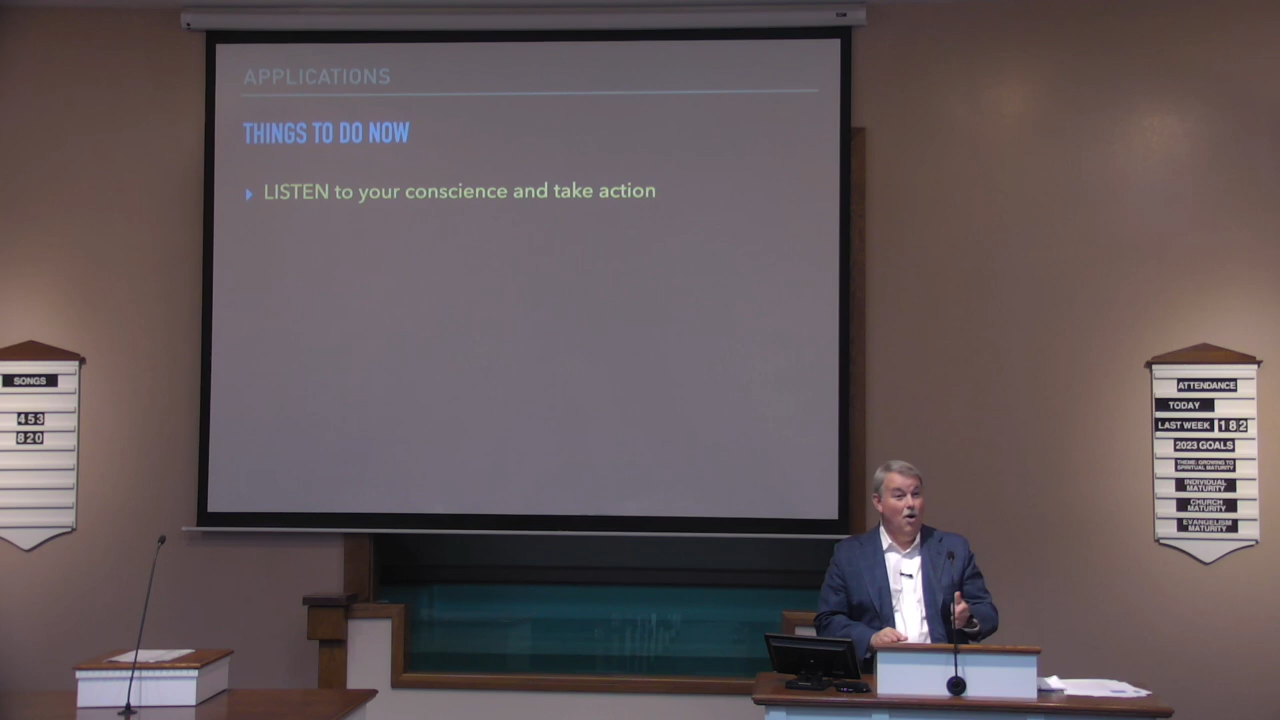 APPLICATIONS
THINGS TO DO NOW
LISTEN to your conscience and take action
SONGS
453
820
ATTENDANCE
TODAY
LAST WEEK 182
2023 GOALS
THEME: GROWING TO
SPIRITUAL MATURITY
INDIVIDUAL
MATURITY
CHURCH
MATURITY
EVANGELISM
MATURITY